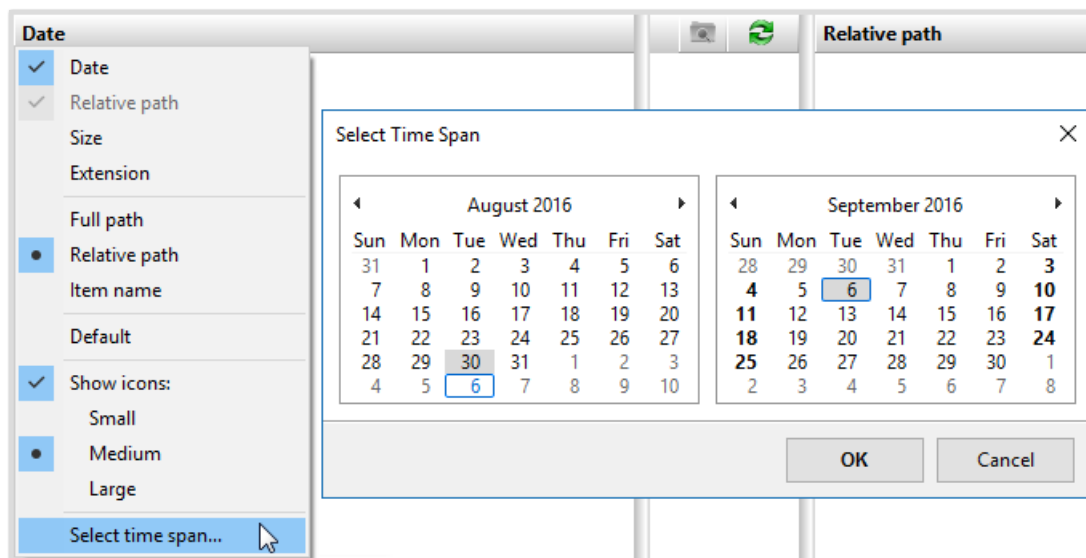 Date
Relative path
Date
Relative path
Size
Extension
Full path
Relative path
Item name
Default
Show icons:
Small
Medium
Large
Select time span...
Select Time Span
August 2016
Sun Mon Tue Wed Thu Fri Sat
31 1 2 3 4 5 6
7 8 9 10 11 12 13
14 15 16 17 18 19 20
21 22 23 24 25 26 27
28 29 30 31 1 2 3
4 5 6 7 8 9 10
September 2016
Sun Mon Tue Wed Thu Fri Sat
28 29 30 31 1 2 3
4 5 6 7 8 9 10
11 12 13 14 15 16 17
18 19 20 21 22 23 24
25 26 27 28 29 30 1
2 3 4 5 6 7 8
OK
Cancel